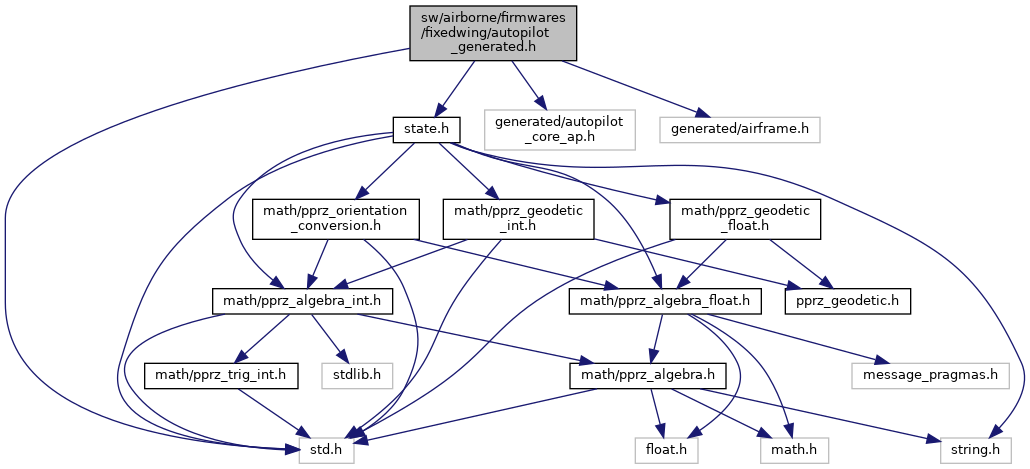 sw/airborne/firmwares
/fixedwing/autopilot
_generated.h
state.h
generated/autopilot
_core_ap.h
generated/airframe.h
math/pprz_orientation
_conversion.h
math/pprz_geodetic
_int.h
math/pprz_geodetic
_float.h
math/pprz_algebra_int.h
math/pprz_algebra_float.h
pprz_geodetic.h
math/pprz_trig_int.h
stdlib.h
math/pprz_algebra.h
message_pragmas.h
std.h
float.h
math.h
string.h